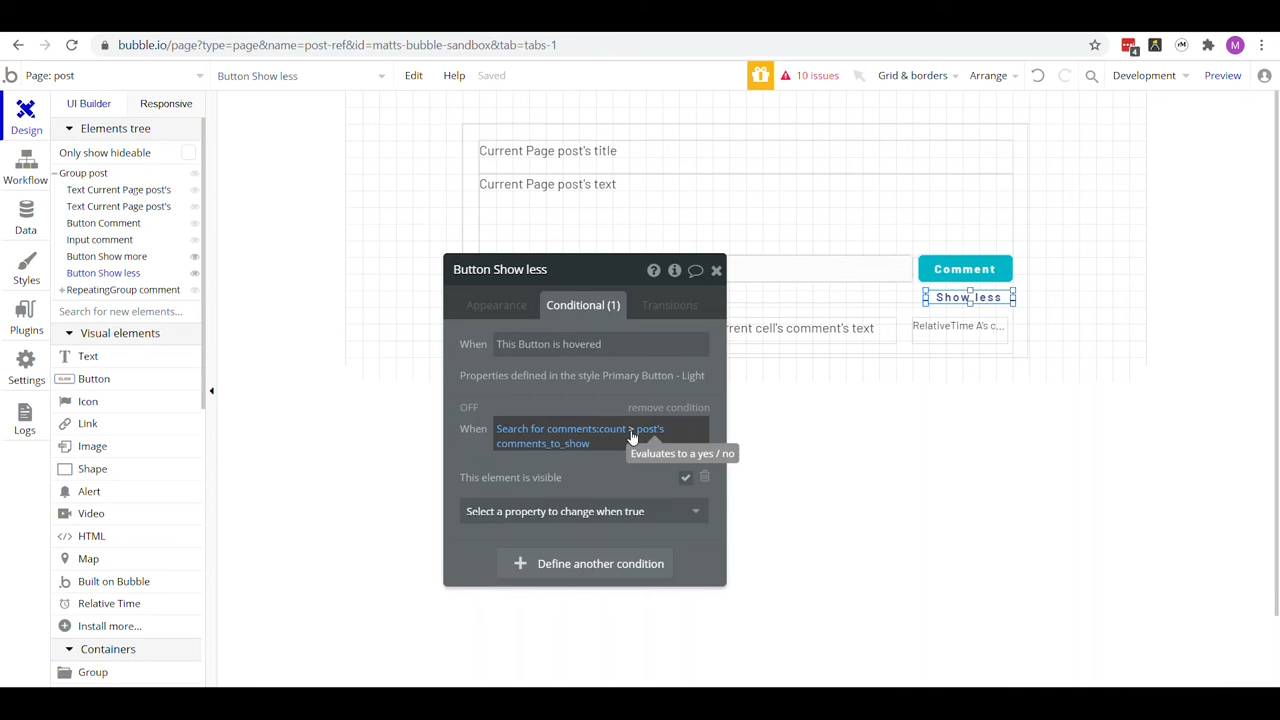 bubble.io/page?type=page&name=post-ref&id=matts-bubble-sandbox&tab=tabs-1
4
M
Page: post
Button Show less
Edit
Help
Saved
10 issues
Grid & borders
Arrange
Development
Preview
Design
Workflow
Data
Styles
Plugins
Settings
Logs
UI Builder
Responsive
Elements tree
Only show hideable
Group post
Text Current Page post's
Text Current Page post's
Button Comment
Input comment
Button Show more
Button Show less
RepeatingGroup comment
Search for new elements...
Visual elements
Text
CLICK
Button
Icon
Link
Image
Shape
Alert
Video
</> HTML
Map
Built on Bubble
Relative Time
Install more...
Containers
Group
Current Page post's title
Current Page post's text
Comment
Show less
rrent cell's comment's text
RelativeTime A's c...
Button Show less
Appearance
Conditional (1)
Transitions
When
This Button is hovered
Properties defined in the style Primary Button - Light
OFF
remove condition
When
Search for comments:count > post's
comments_to_show
Evaluates to a yes / no
This element is visible
Select a property to change when true
Define another condition